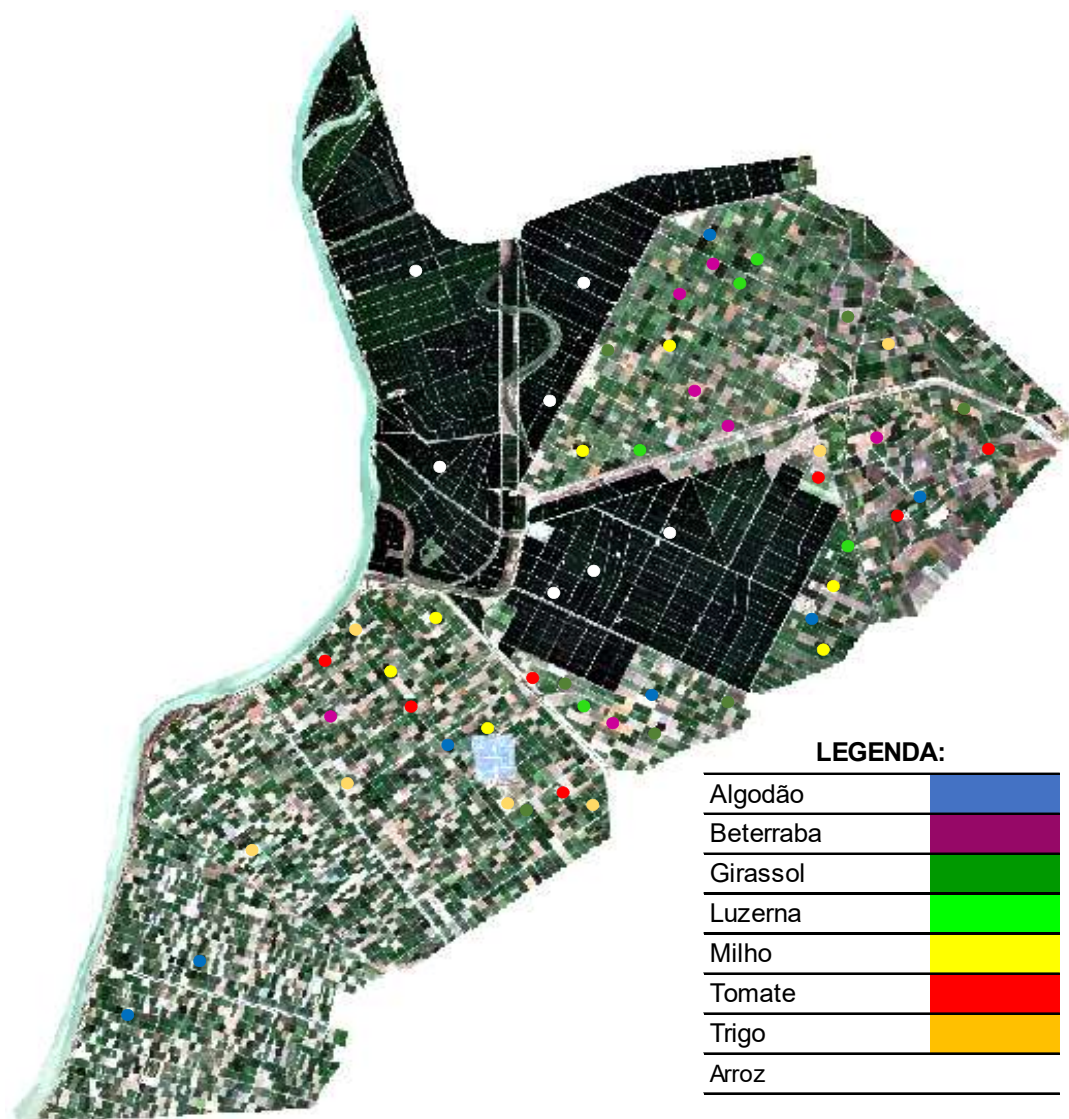 LEGENDA:
Algodão
Beterraba
Girassol
Luzerna
Milho
Tomate
Trigo
Arroz